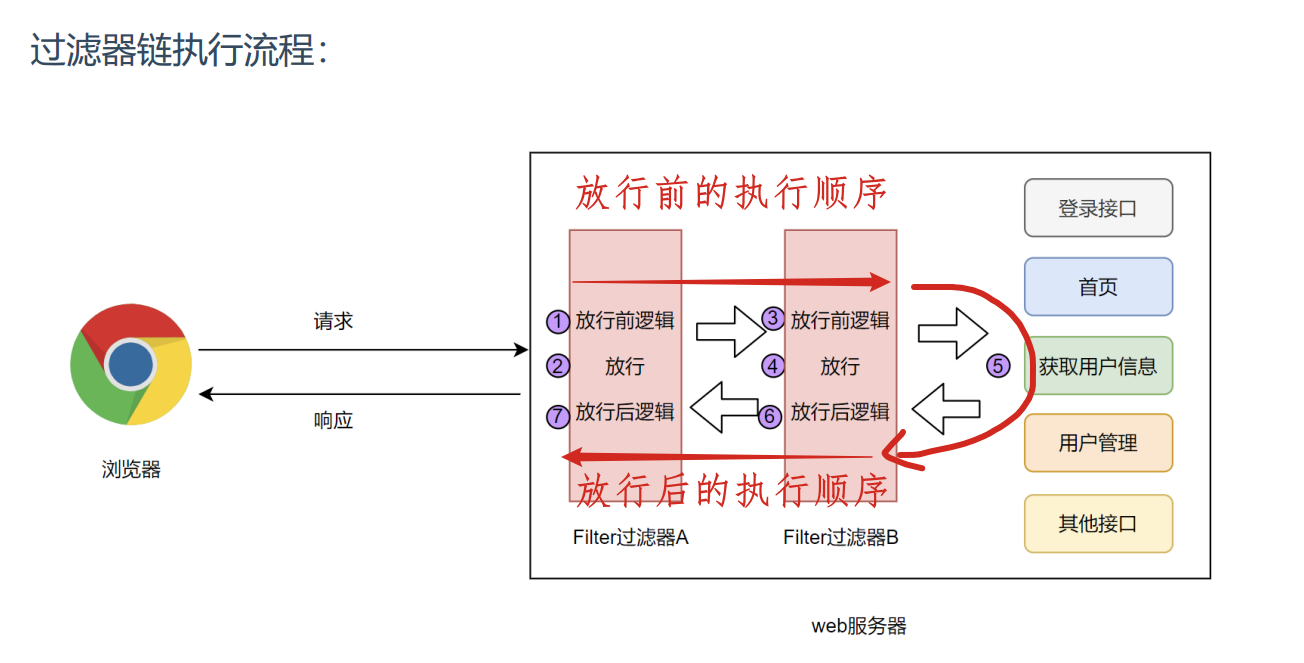 过滤器链执行流程：
放行前的执行顺序
登录接口
首页
请求
① 放行前逻辑
③ 放行前逻辑
② 放行
④ 放行
⑤ 获取用户信息
响应
⑦ 放行后逻辑
⑥ 放行后逻辑
用户管理
浏览器
放行后的执行顺序
其他接口
Filter过滤器A
Filter过滤器B
web服务器